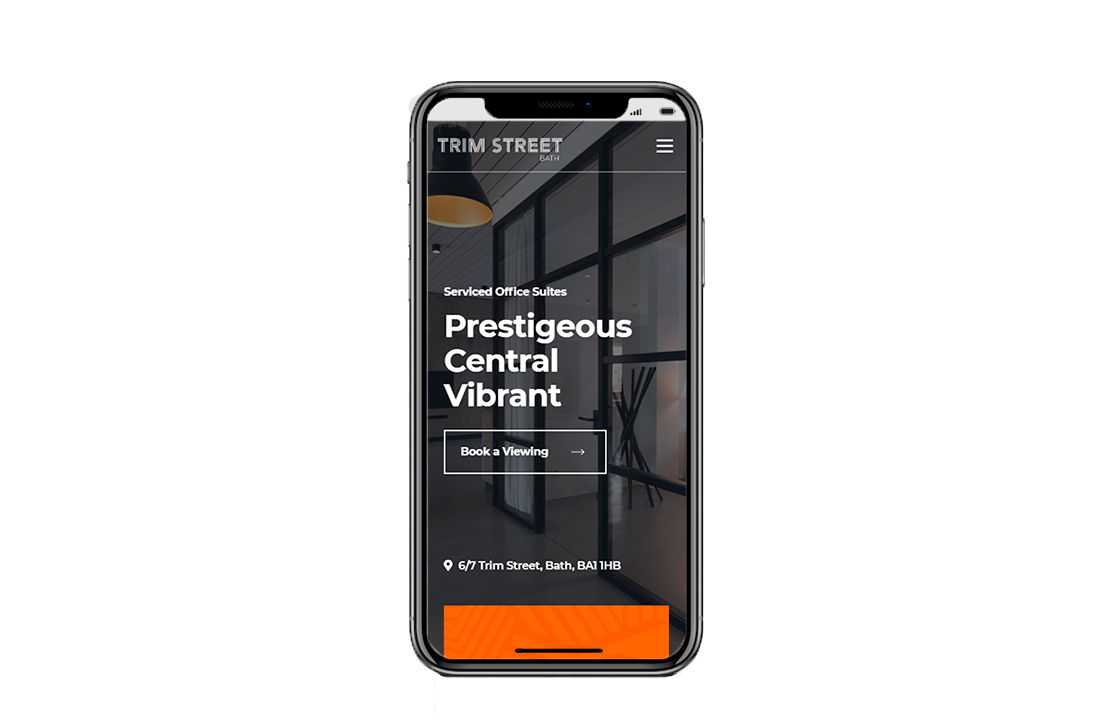 TRIM STREET
BATH
Serviced Office Suites
Prestigeous
Central
Vibrant
Book a Viewing
6/7 Trim Street, Bath, BA1 1HB